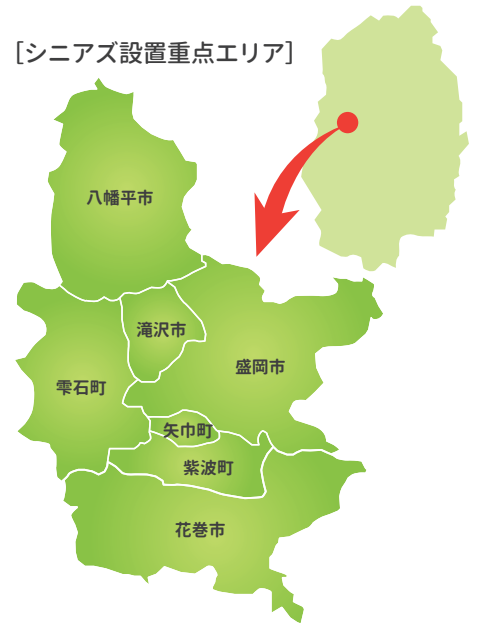 [シニアズ設置重点エリア]
八幡平市
滝沢市
盛岡市
雫石町
矢巾町
紫波町
花巻市